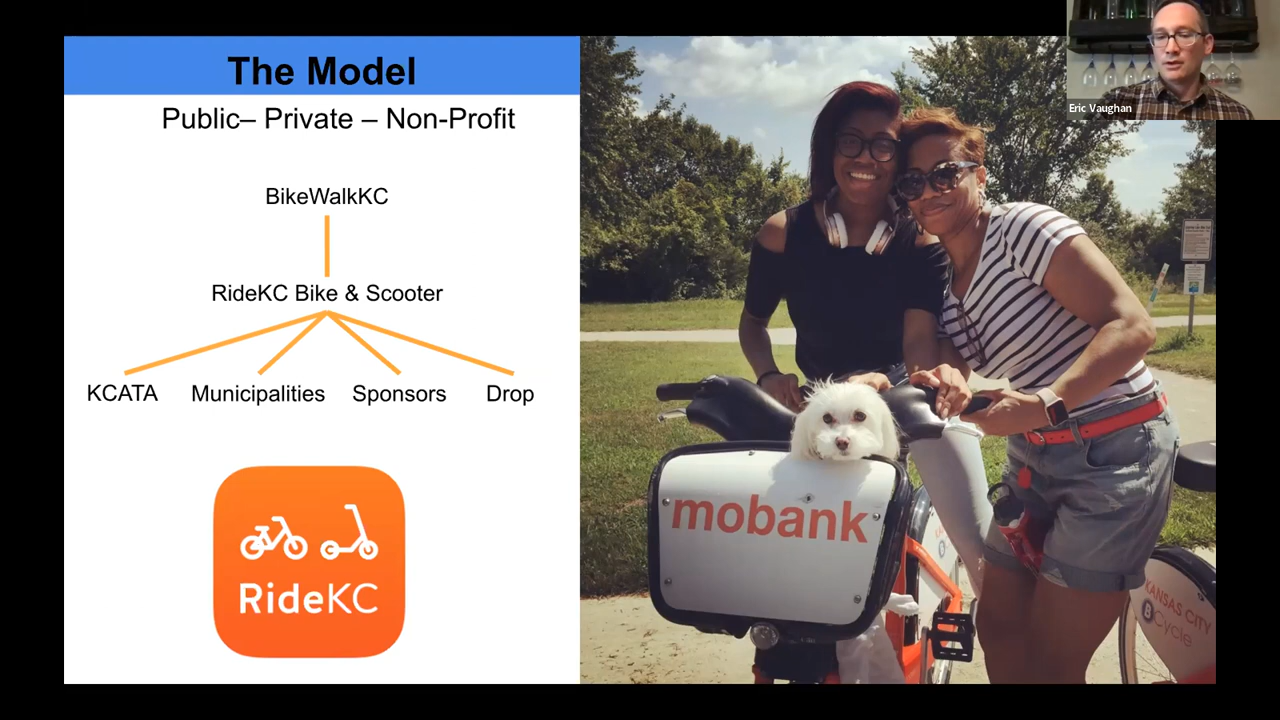 The Model
Public– Private – Non-Profit
BikeWalkKC
RideKC Bike & Scooter
KCATA Municipalities Sponsors Drop
RideKC
Eric Vaughan
mobank
KANSAS CITY
BCycle